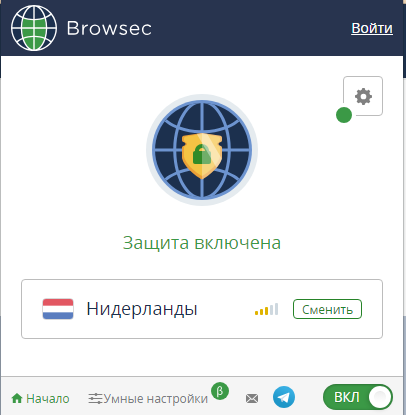 Browsec
Войти
Защита включена
Нидерланды
Сменить
Начало
Умные настройки
β
ВКЛ